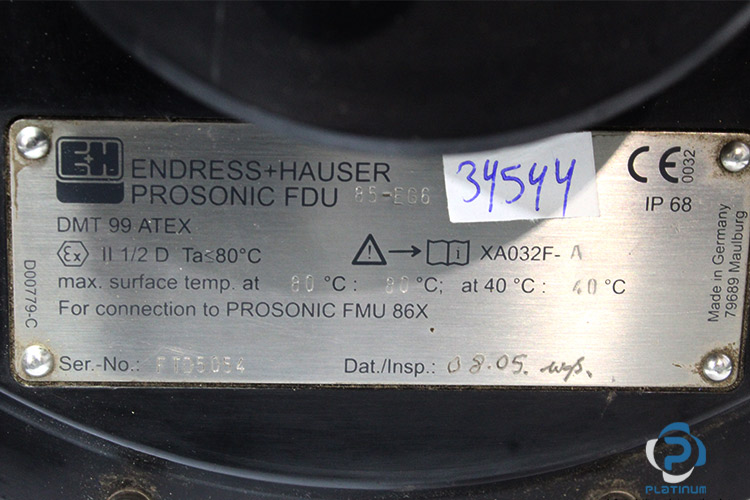 E+H
ENDRESS+HAUSER
PROSONIC FDU 85-EG6
34544
CE 0032
IP 68
DMT 99 ATEX
Ex II 1/2 D Ta≤80°C
i XA032F-A
max. surface temp. at 80 °C : 80 °C; at 40 °C : 40 °C
For connection to PROSONIC FMU 86X
Ser.-No.:
Dat./Insp.: 08.05.
D00779-C
Made in Germany
79689 Maulburg
PLATINUM